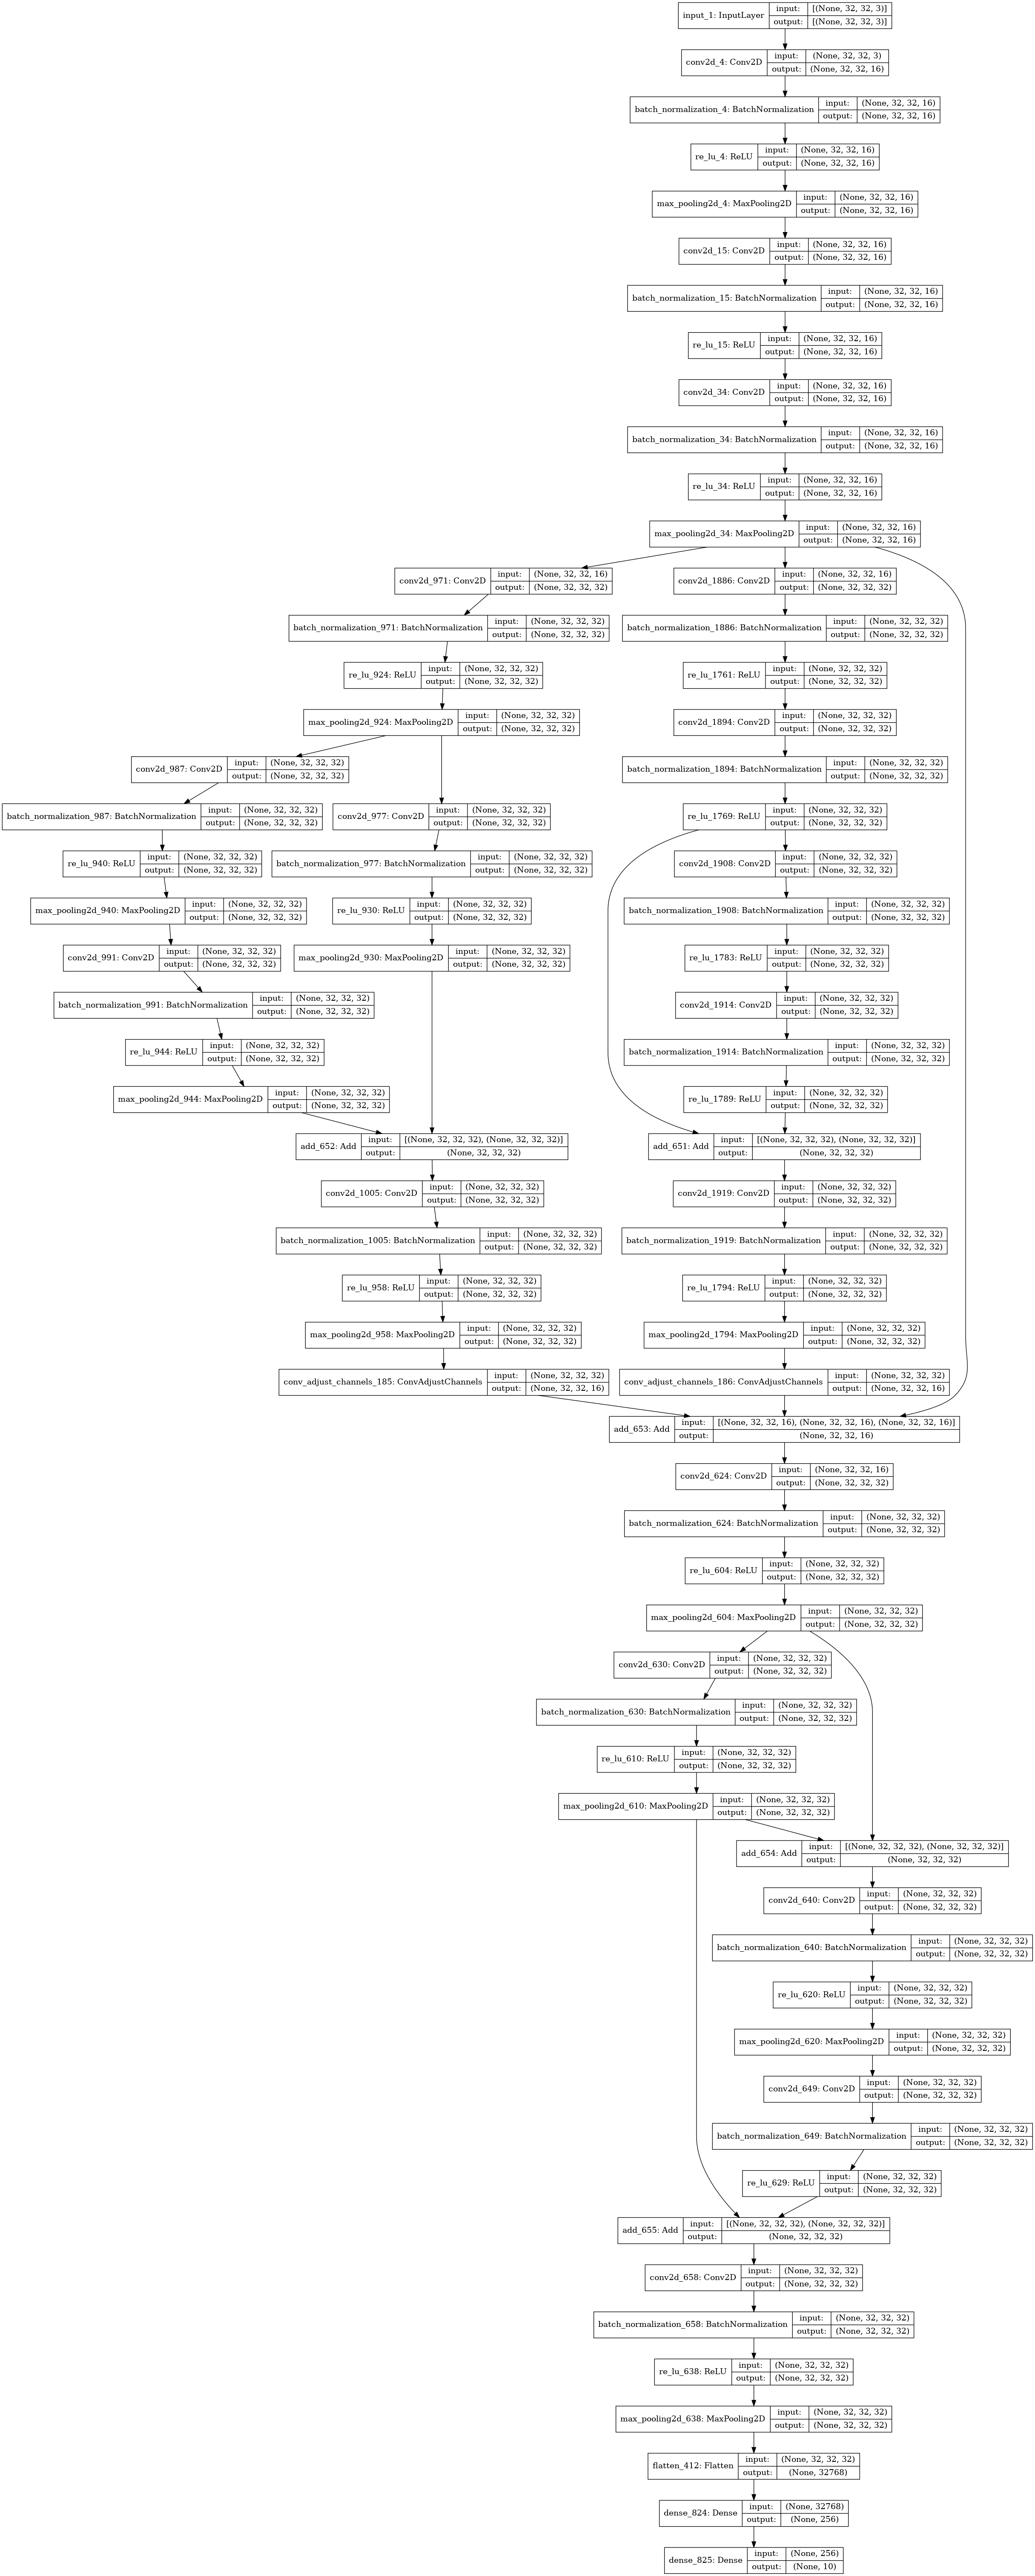 input_1: InputLayer input: [(None, 32, 32, 3)]
output: [(None, 32, 32, 3)]
conv2d_4: Conv2D input: (None, 32, 32, 3)
output: (None, 32, 32, 16)
batch_normalization_4: BatchNormalization input: (None, 32, 32, 16)
output: (None, 32, 32, 16)
re_lu_4: ReLU input: (None, 32, 32, 16)
output: (None, 32, 32, 16)
max_pooling2d_4: MaxPooling2D input: (None, 32, 32, 16)
output: (None, 32, 32, 16)
conv2d_15: Conv2D input: (None, 32, 32, 16)
output: (None, 32, 32, 16)
batch_normalization_15: BatchNormalization input: (None, 32, 32, 16)
output: (None, 32, 32, 16)
re_lu_15: ReLU input: (None, 32, 32, 16)
output: (None, 32, 32, 16)
conv2d_34: Conv2D input: (None, 32, 32, 16)
output: (None, 32, 32, 16)
batch_normalization_34: BatchNormalization input: (None, 32, 32, 16)
output: (None, 32, 32, 16)
re_lu_34: ReLU input: (None, 32, 32, 16)
output: (None, 32, 32, 16)
max_pooling2d_34: MaxPooling2D input: (None, 32, 32, 16)
output: (None, 32, 32, 16)
conv2d_971: Conv2D input: (None, 32, 32, 16)
output: (None, 32, 32, 32)
conv2d_1886: Conv2D input: (None, 32, 32, 16)
output: (None, 32, 32, 32)
batch_normalization_971: BatchNormalization input: (None, 32, 32, 32)
output: (None, 32, 32, 32)
batch_normalization_1886: BatchNormalization input: (None, 32, 32, 32)
output: (None, 32, 32, 32)
re_lu_924: ReLU input: (None, 32, 32, 32)
output: (None, 32, 32, 32)
re_lu_1761: ReLU input: (None, 32, 32, 32)
output: (None, 32, 32, 32)
max_pooling2d_924: MaxPooling2D input: (None, 32, 32, 32)
output: (None, 32, 32, 32)
conv2d_1894: Conv2D input: (None, 32, 32, 32)
output: (None, 32, 32, 32)
conv2d_987: Conv2D input: (None, 32, 32, 32)
output: (None, 32, 32, 32)
batch_normalization_1894: BatchNormalization input: (None, 32, 32, 32)
output: (None, 32, 32, 32)
batch_normalization_987: BatchNormalization input: (None, 32, 32, 32)
output: (None, 32, 32, 32)
conv2d_977: Conv2D input: (None, 32, 32, 32)
output: (None, 32, 32, 32)
re_lu_1769: ReLU input: (None, 32, 32, 32)
output: (None, 32, 32, 32)
re_lu_940: ReLU input: (None, 32, 32, 32)
output: (None, 32, 32, 32)
batch_normalization_977: BatchNormalization input: (None, 32, 32, 32)
output: (None, 32, 32, 32)
conv2d_1908: Conv2D input: (None, 32, 32, 32)
output: (None, 32, 32, 32)
max_pooling2d_940: MaxPooling2D input: (None, 32, 32, 32)
output: (None, 32, 32, 32)
re_lu_930: ReLU input: (None, 32, 32, 32)
output: (None, 32, 32, 32)
batch_normalization_1908: BatchNormalization input: (None, 32, 32, 32)
output: (None, 32, 32, 32)
conv2d_991: Conv2D input: (None, 32, 32, 32)
output: (None, 32, 32, 32)
max_pooling2d_930: MaxPooling2D input: (None, 32, 32, 32)
output: (None, 32, 32, 32)
re_lu_1783: ReLU input: (None, 32, 32, 32)
output: (None, 32, 32, 32)
batch_normalization_991: BatchNormalization input: (None, 32, 32, 32)
output: (None, 32, 32, 32)
conv2d_1914: Conv2D input: (None, 32, 32, 32)
output: (None, 32, 32, 32)
re_lu_944: ReLU input: (None, 32, 32, 32)
output: (None, 32, 32, 32)
batch_normalization_1914: BatchNormalization input: (None, 32, 32, 32)
output: (None, 32, 32, 32)
max_pooling2d_944: MaxPooling2D input: (None, 32, 32, 32)
output: (None, 32, 32, 32)
re_lu_1789: ReLU input: (None, 32, 32, 32)
output: (None, 32, 32, 32)
add_652: Add input: [(None, 32, 32, 32), (None, 32, 32, 32)]
output: (None, 32, 32, 32)
add_651: Add input: [(None, 32, 32, 32), (None, 32, 32, 32)]
output: (None, 32, 32, 32)
conv2d_1005: Conv2D input: (None, 32, 32, 32)
output: (None, 32, 32, 32)
conv2d_1919: Conv2D input: (None, 32, 32, 32)
output: (None, 32, 32, 32)
batch_normalization_1005: BatchNormalization input: (None, 32, 32, 32)
output: (None, 32, 32, 32)
batch_normalization_1919: BatchNormalization input: (None, 32, 32, 32)
output: (None, 32, 32, 32)
re_lu_958: ReLU input: (None, 32, 32, 32)
output: (None, 32, 32, 32)
re_lu_1794: ReLU input: (None, 32, 32, 32)
output: (None, 32, 32, 32)
max_pooling2d_958: MaxPooling2D input: (None, 32, 32, 32)
output: (None, 32, 32, 32)
max_pooling2d_1794: MaxPooling2D input: (None, 32, 32, 32)
output: (None, 32, 32, 32)
conv_adjust_channels_185: ConvAdjustChannels input: (None, 32, 32, 32)
output: (None, 32, 32, 16)
conv_adjust_channels_186: ConvAdjustChannels input: (None, 32, 32, 32)
output: (None, 32, 32, 16)
add_653: Add input: [(None, 32, 32, 16), (None, 32, 32, 16), (None, 32, 32, 16)]
output: (None, 32, 32, 16)
conv2d_624: Conv2D input: (None, 32, 32, 16)
output: (None, 32, 32, 32)
batch_normalization_624: BatchNormalization input: (None, 32, 32, 32)
output: (None, 32, 32, 32)
re_lu_604: ReLU input: (None, 32, 32, 32)
output: (None, 32, 32, 32)
max_pooling2d_604: MaxPooling2D input: (None, 32, 32, 32)
output: (None, 32, 32, 32)
conv2d_630: Conv2D input: (None, 32, 32, 32)
output: (None, 32, 32, 32)
batch_normalization_630: BatchNormalization input: (None, 32, 32, 32)
output: (None, 32, 32, 32)
re_lu_610: ReLU input: (None, 32, 32, 32)
output: (None, 32, 32, 32)
max_pooling2d_610: MaxPooling2D input: (None, 32, 32, 32)
output: (None, 32, 32, 32)
add_654: Add input: [(None, 32, 32, 32), (None, 32, 32, 32)]
output: (None, 32, 32, 32)
conv2d_640: Conv2D input: (None, 32, 32, 32)
output: (None, 32, 32, 32)
batch_normalization_640: BatchNormalization input: (None, 32, 32, 32)
output: (None, 32, 32, 32)
re_lu_620: ReLU input: (None, 32, 32, 32)
output: (None, 32, 32, 32)
max_pooling2d_620: MaxPooling2D input: (None, 32, 32, 32)
output: (None, 32, 32, 32)
conv2d_649: Conv2D input: (None, 32, 32, 32)
output: (None, 32, 32, 32)
batch_normalization_649: BatchNormalization input: (None, 32, 32, 32)
output: (None, 32, 32, 32)
re_lu_629: ReLU input: (None, 32, 32, 32)
output: (None, 32, 32, 32)
add_655: Add input: [(None, 32, 32, 32), (None, 32, 32, 32)]
output: (None, 32, 32, 32)
conv2d_658: Conv2D input: (None, 32, 32, 32)
output: (None, 32, 32, 32)
batch_normalization_658: BatchNormalization input: (None, 32, 32, 32)
output: (None, 32, 32, 32)
re_lu_638: ReLU input: (None, 32, 32, 32)
output: (None, 32, 32, 32)
max_pooling2d_638: MaxPooling2D input: (None, 32, 32, 32)
output: (None, 32, 32, 32)
flatten_412: Flatten input: (None, 32, 32, 32)
output: (None, 32768)
dense_824: Dense input: (None, 32768)
output: (None, 256)
dense_825: Dense input: (None, 256)
output: (None, 10)